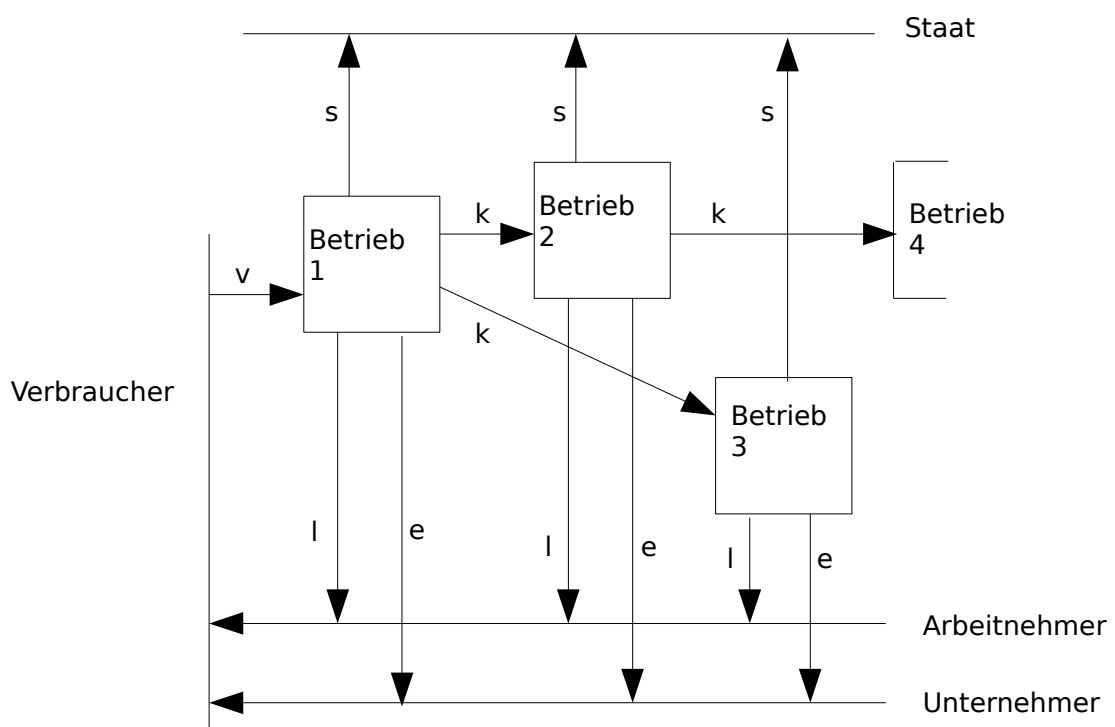 Staat
s
s
s
Betrieb
1
k
Betrieb
2
k
Betrieb
4
v
k
Verbraucher
Betrieb
3
l
e
l
e
l
e
Arbeitnehmer
Unternehmer